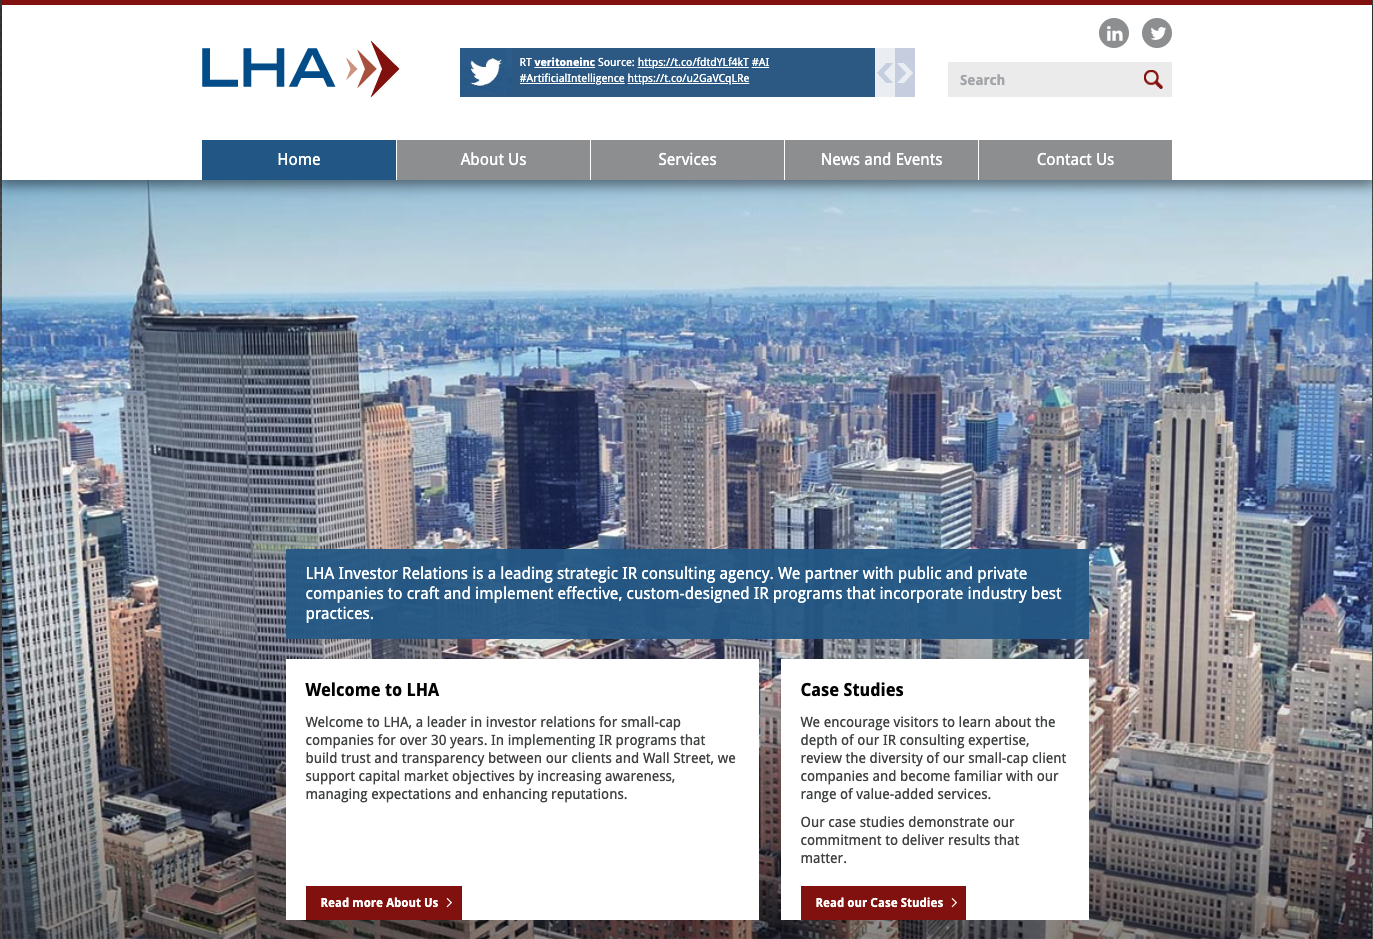 LHA
RT veritoneinc Source: https://t.co/fdtdYLf4kT #AI
#ArtificialIntelligence https://t.co/u2GaVCqLRe
in
Search
Home
About Us
Services
News and Events
Contact Us
LHA Investor Relations is a leading strategic IR consulting agency. We partner with public and private
companies to craft and implement effective, custom-designed IR programs that incorporate industry best
practices.
Welcome to LHA
Welcome to LHA, a leader in investor relations for small-cap
companies for over 30 years. In implementing IR programs that
build trust and transparency between our clients and Wall Street, we
support capital market objectives by increasing awareness,
managing expectations and enhancing reputations.
Read more About Us
Case Studies
We encourage visitors to learn about the
depth of our IR consulting expertise,
review the diversity of our small-cap client
companies and become familiar with our
range of value-added services.
Our case studies demonstrate our
commitment to deliver results that
matter.
Read our Case Studies